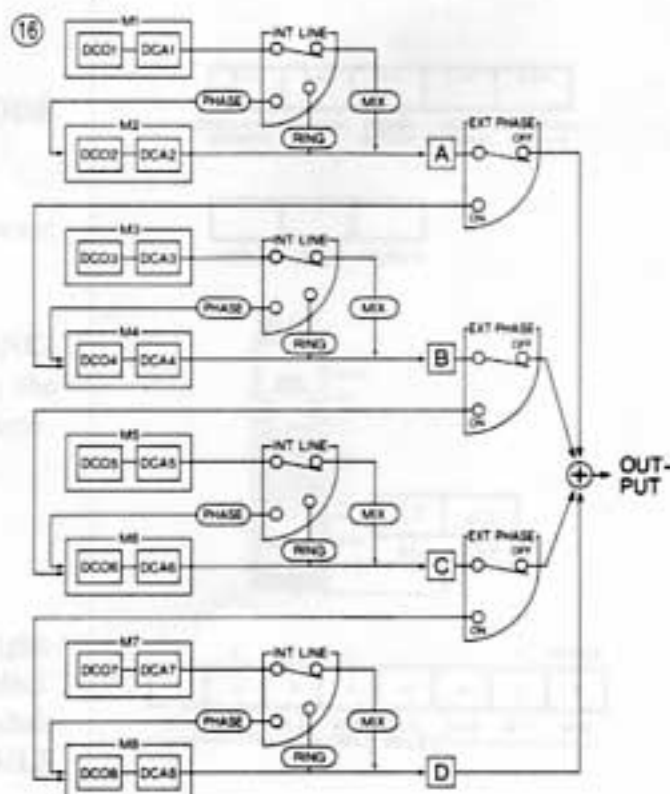 16
M1
DCO1 DCA1
INT LINE
PHASE
MIX
RING
M2
DCO2 DCA2
A
EXT PHASE
OFF
ON
M3
DCO3 DCA3
INT LINE
PHASE
MIX
RING
M4
DCO4 DCA4
B
EXT PHASE
OFF
ON
M5
DCO5 DCA5
INT LINE
PHASE
MIX
RING
M6
DCO6 DCA6
C
EXT PHASE
OFF
ON
OUT-
PUT
M7
DCO7 DCA7
INT LINE
PHASE
MIX
RING
M8
DCO8 DCA8
D